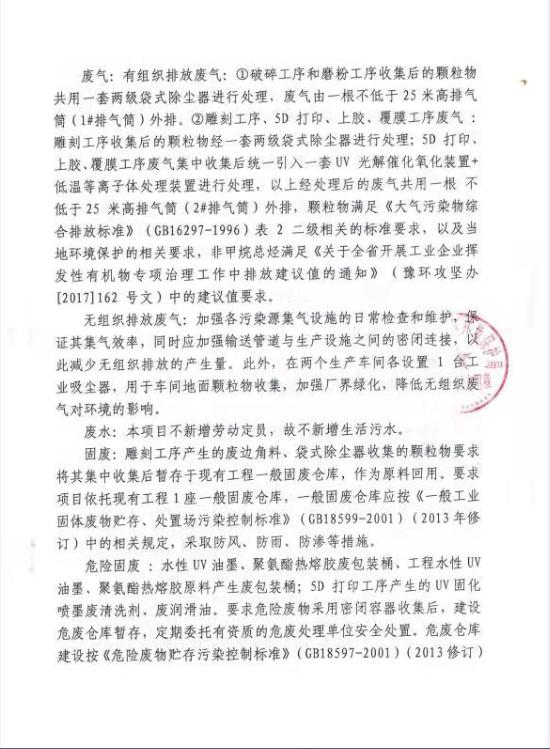 废气：有组织排放废气：①破碎工序和磨粉工序收集后的颗粒物
共用一套两级袋式除尘器进行处理，废气由一根不低于 25 米高排气
筒（1#排气筒）外排。②雕刻工序、5D 打印、上胶、覆膜工序废气：
雕刻工序收集后的颗粒物经一套两级袋式除尘器进行处理；5D 打印、
上胶、覆膜工序废气集中收集后统一引入一套 UV 光解催化氧化装置+
低温等离子体处理装置进行处理，以上经处理后的废气共用一根 不
低于 25 米高排气筒（2#排气筒）外排，颗粒物满足《大气污染物综
合排放标准》（GB16297-1996）表 2 二级相关的标准要求，以及当
地环境保护的相关要求，非甲烷总烃满足《关于全省开展工业企业挥
发性有机物专项治理工作中排放建议值的通知》（豫环攻坚办
[2017]162 号文）中的建议值要求。
无组织排放废气：加强各污染源集气设施的日常检查和维护，保
证其集气效率，同时应加强输送管道与生产设施之间的密闭连接，以
此减少无组织排放的产生量。此外，在两个生产车间各设置 1 台工
业吸尘器，用于车间地面颗粒物收集，加强厂界绿化，降低无组织废
气对环境的影响。
废水：本项目不新增劳动定员，故不新增生活污水。
固废：雕刻工序产生的废边角料、袋式除尘器收集的颗粒物要求
将其集中收集后暂存于现有工程一般固废仓库，作为原料回用。要求
项目依托现有工程 1 座一般固废仓库，一般固废仓库应按《一般工业
固体废物贮存、处置场污染控制标准》（GB18599-2001）（2013 年修
订）中的相关规定，采取防风、防雨、防渗等措施。
危险固废：水性 UV 油墨、聚氨酯热熔胶废包装桶、工程水性 UV
油墨、聚氨酯热熔胶原料产生废包装桶；5D 打印工序产生的 UV 固化
喷墨废清洗剂、废润滑油。要求危险废物采用密闭容器收集后，建设
危废仓库暂存，定期委托有资质的危废处理单位安全处置。危废仓库
建设按《危险废物贮存污染控制标准》（GB18597-2001）（2013 修订）